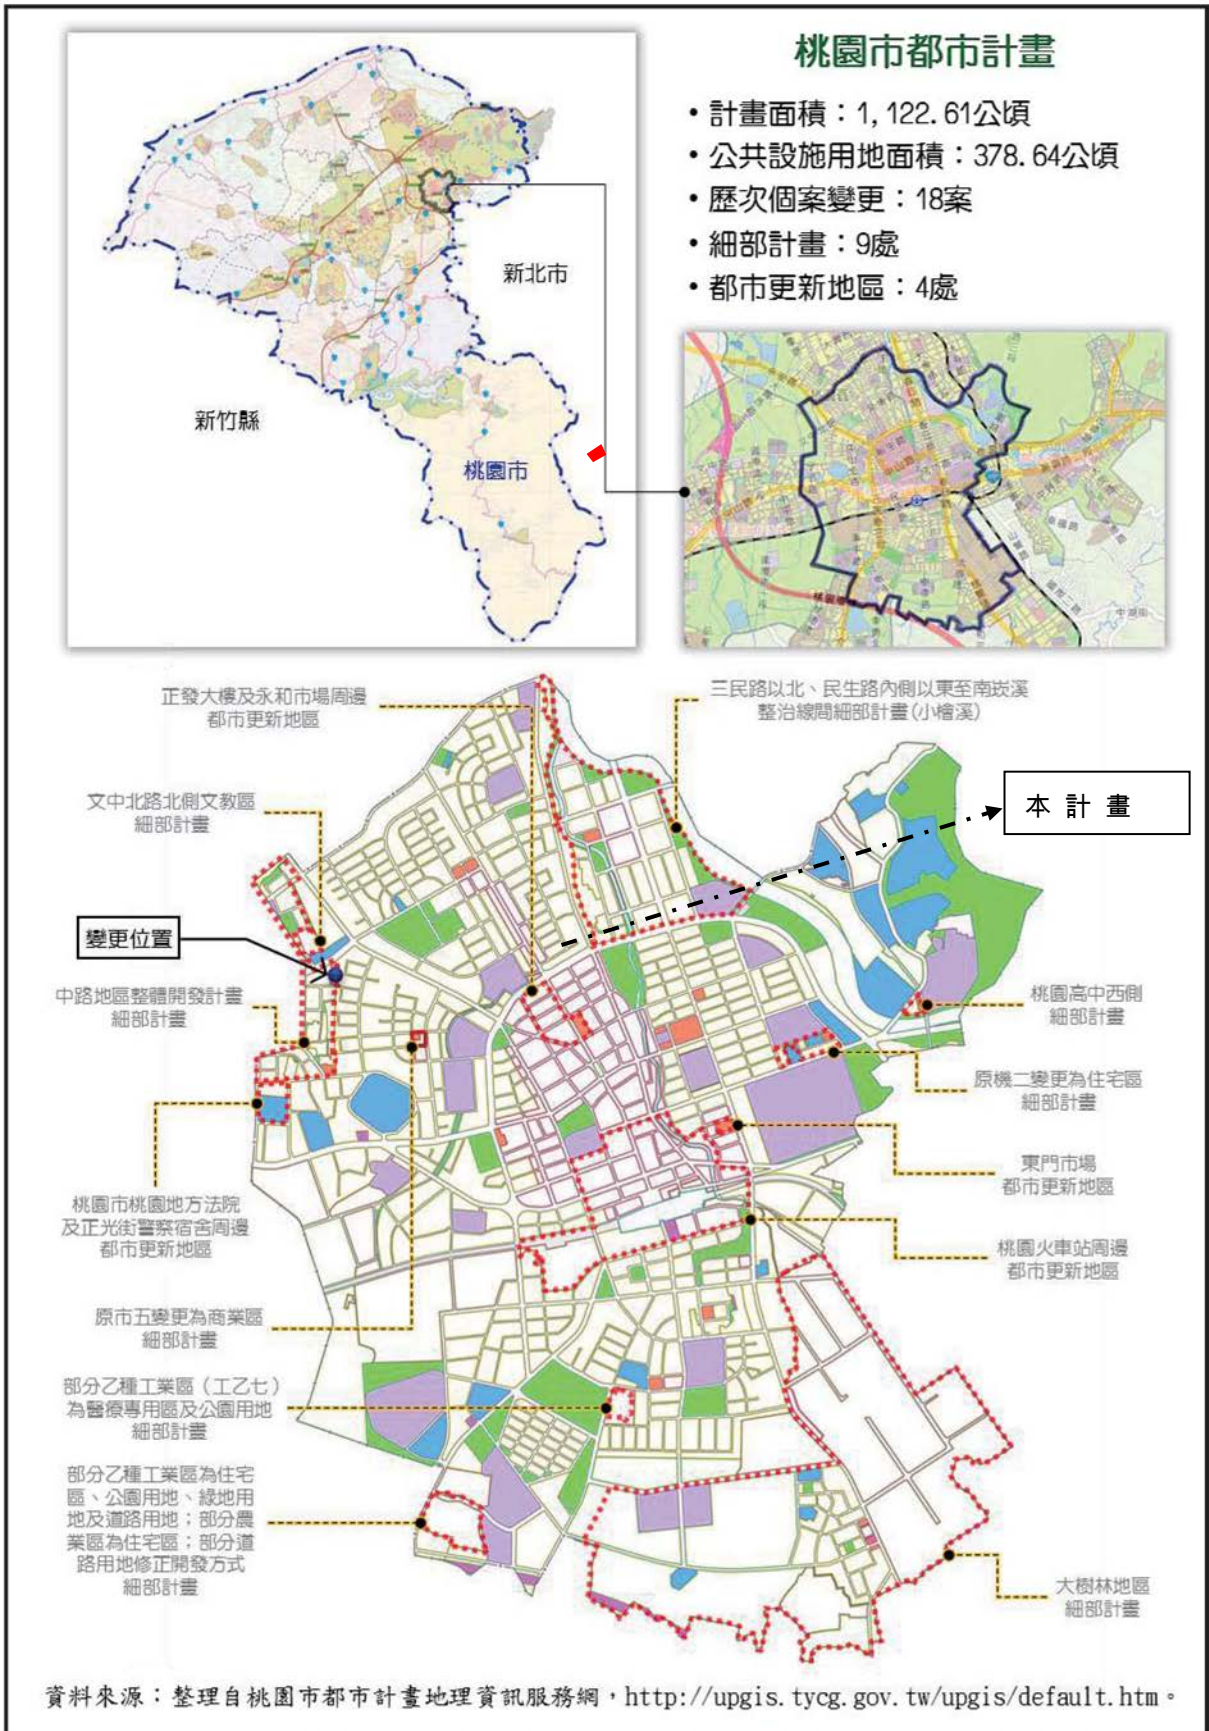 桃園市都市計畫
• 計畫面積：1,122.61公頃
• 公共設施用地面積：378.64公頃
• 歷次個案變更：18案
• 細部計畫：9處
• 都市更新地區：4處
新北市
新竹縣
桃園市
正發大樓及永和市場周邊
都市更新地區
三民路以北、民生路內側以東至南崁溪
整治線間細部計畫(小檜溪)
文中北路北側文教區
細部計畫
本 計 畫
變更位置
中路地區整體開發計畫
細部計畫
桃園高中西側
細部計畫
原機二變更為住宅區
細部計畫
東門市場
都市更新地區
桃園市桃園地方法院
及正光街警察宿舍周邊
都市更新地區
桃園火車站周邊
都市更新地區
原市五變更為商業區
細部計畫
部分乙種工業區（工乙七）
為醫療專用區及公園用地
細部計畫
部分乙種工業區為住宅
區、公園用地、綠地用
地及道路用地；部分農
業區為住宅區；部分道
路用地修正開發方式
細部計畫
大樹林地區
細部計畫
資料來源：整理自桃園市都市計畫地理資訊服務網，http://upgis.tycg.gov.tw/upgis/default.htm。